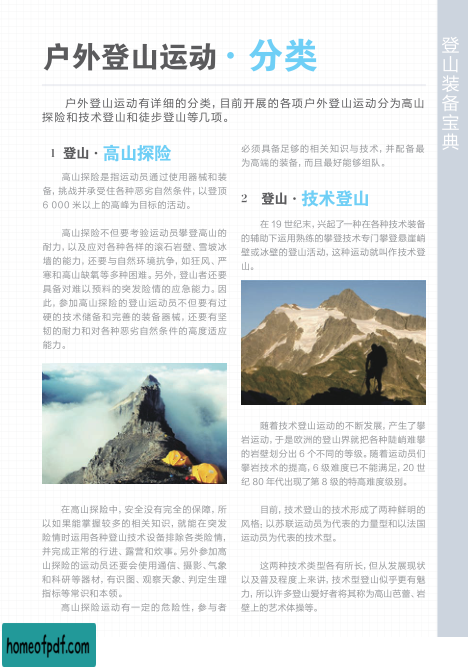 户外登山运动·分类
户外登山运动有详细的分类，目前开展的各项户外登山运动分为高山
探险和技术登山和徒步登山等几项。
1 登山·高山探险
高山探险是指运动员通过使用器械和装
备，挑战并承受住各种恶劣自然条件，以登顶
6 000 米以上的高峰为目标的活动。
高山探险不但要考验运动员攀登高山的
耐力，以及应对各种各样的滚石岩壁、雪坡冰
墙的能力，还要与自然环境抗争，如狂风、严
寒和高山缺氧等多种困难。另外，登山者还要
具备对难以预料的突发险情的应急能力。因
此，参加高山探险的登山运动员不但要有过
硬的技术储备和完善的装备器械，还要有坚
韧的耐力和对各种恶劣自然条件的高度适应
能力。
在高山探险中，安全没有完全的保障，所
以如果能掌握较多的相关知识，就能在突发
险情时运用各种登山技术设备排除各类险情，
并完成正常的行进、露营和炊事。另外参加高
山探险的运动员还要会使用通信、摄影、气象
和科研等器材，有识图、观察天象、判定生理
指标等常识和本领。
高山探险运动有一定的危险性，参与者
必须具备足够的相关知识与技术，并配备最
为高端的装备，而且最好能够组队。
2 登山·技术登山
在 19 世纪末，兴起了一种在各种技术装备
的辅助下运用熟练的攀登技术专门攀登悬崖峭
壁或冰壁的登山活动，这种运动就叫作技术登
山。
随着技术登山运动的不断发展，产生了攀
岩运动，于是欧洲的登山界就把各种陡峭难攀
的岩壁划分出 6 个不同的等级。随着运动员们
攀岩技术的提高，6 级难度已不能满足，20 世
纪 80 年代出现了第 8 级的特高难度级别。
目前，技术登山的技术形成了两种鲜明的
风格：以苏联运动员为代表的力量型和以法国
运动员为代表的技术型。
这两种技术类型各有所长，但从发展现状
以及普及程度上来讲，技术型登山似乎更有魅
力，所以许多登山爱好者将其称为高山芭蕾、岩
壁上的艺术体操等。
登山装备宝典
homeofpdf.com